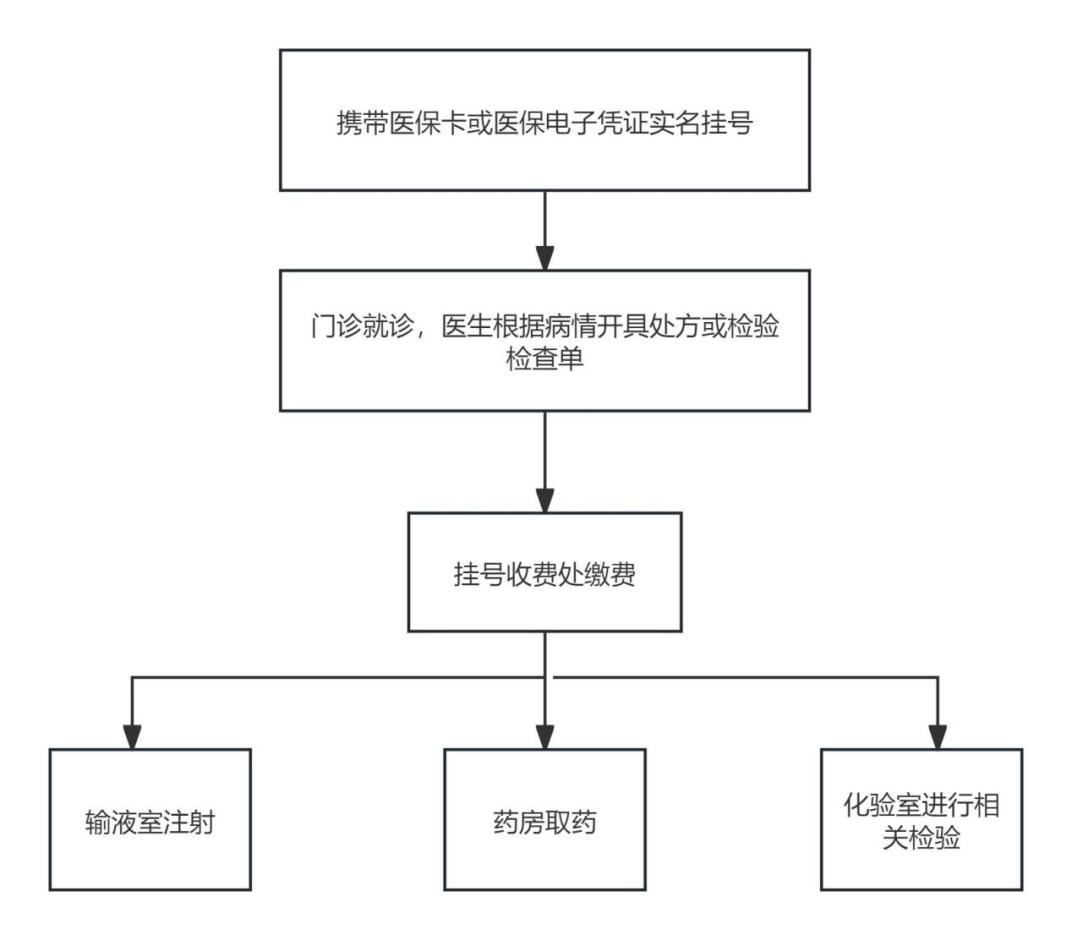 携带医保卡或医保电子凭证实名挂号
门诊就诊，医生根据病情开具处方或检验
检查单
挂号收费处缴费
输液室注射
药房取药
化验室进行相
关检验